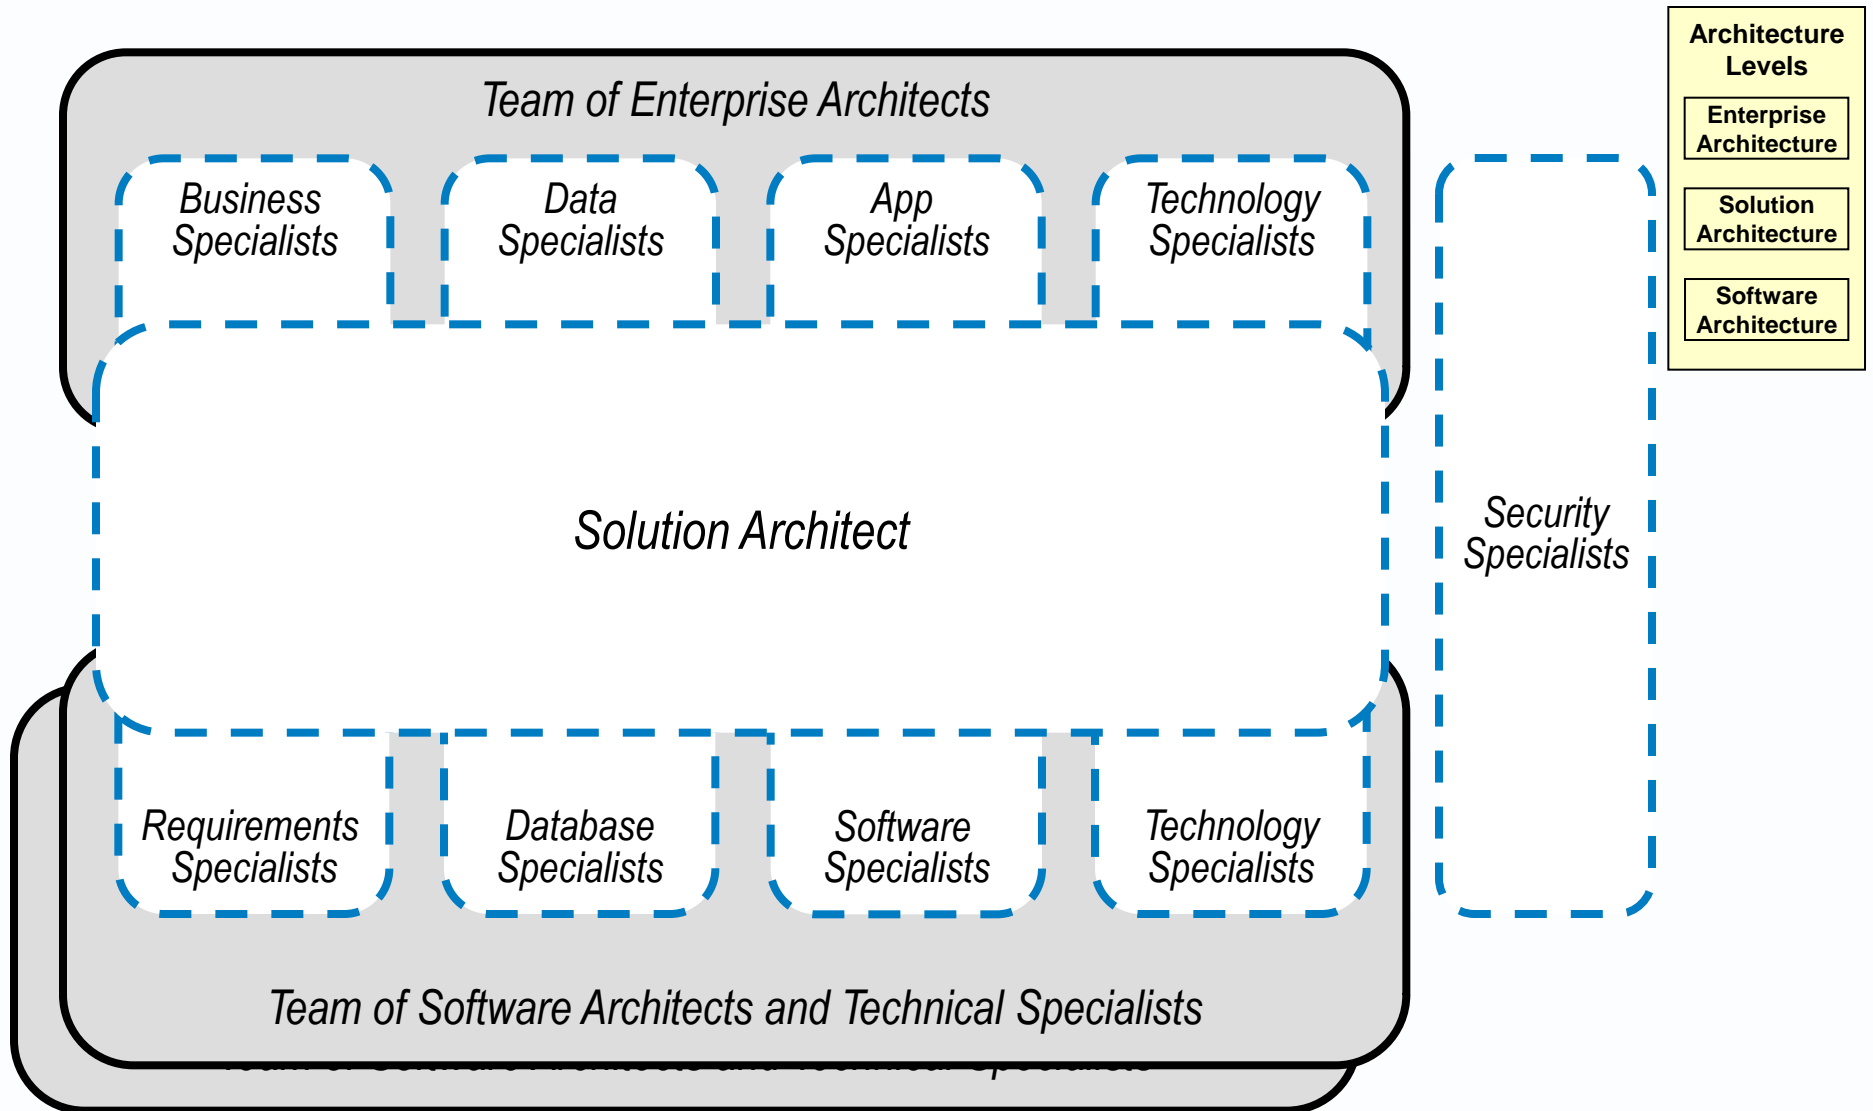 Team of Enterprise Architects
Business
Specialists
Data
Specialists
App
Specialists
Technology
Specialists
Solution Architect
Requirements
Specialists
Database
Specialists
Software
Specialists
Technology
Specialists
Team of Software Architects and Technical Specialists
Security
Specialists
Architecture
Levels
Enterprise
Architecture
Solution
Architecture
Software
Architecture